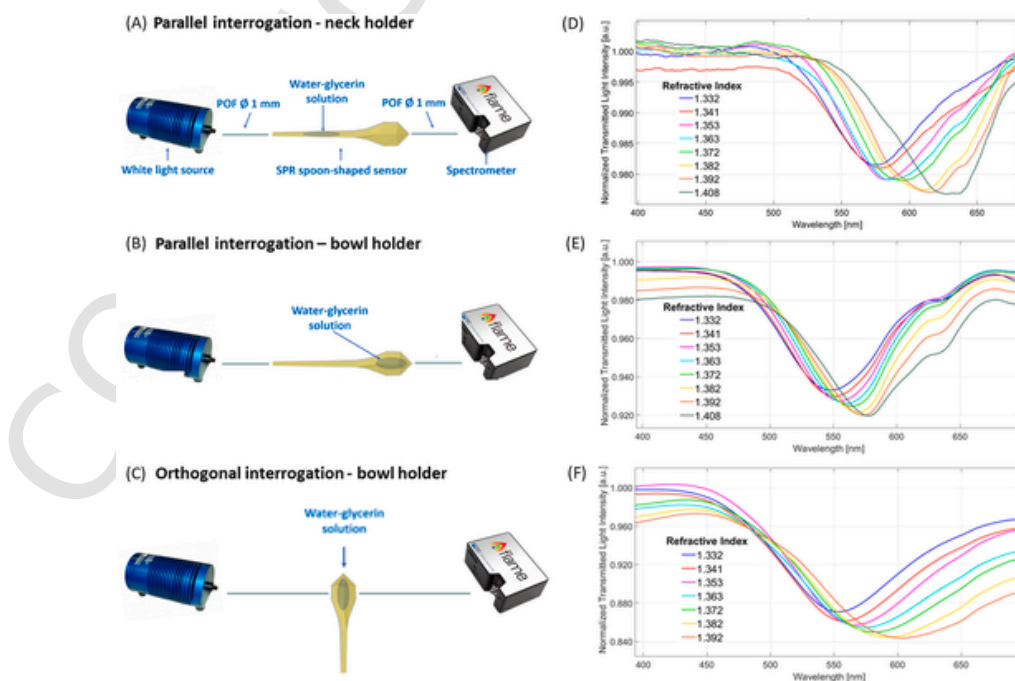 (A) Parallel interrogation - neck holder
Water-glycerin
solution
POF Ø 1 mm
POF Ø 1 mm
flame
White light source
SPR spoon-shaped sensor
Spectrometer
(B) Parallel interrogation – bowl holder
Water-glycerin
solution
flame
(C) Orthogonal interrogation - bowl holder
Water-glycerin
solution
flame
(D)
Normalized Transmitted Light Intensity [a.u.]
1.000
0.995
0.990
0.985
0.980
Refractive Index
1.332
1.341
1.353
1.363
1.372
1.382
1.392
1.408
400 450 500 550 600 650
Wavelength [nm]
(E)
Normalized Transmitted Light Intensity [a.u.]
1.000
0.980
0.960
0.940
0.920
Refractive Index
1.332
1.341
1.353
1.363
1.372
1.382
1.392
1.408
400 450 500 550 600 650
Wavelength [nm]
(F)
Normalized Transmitted Light Intensity [a.u.]
1.000
0.960
0.920
0.880
0.840
Refractive Index
1.332
1.341
1.353
1.363
1.372
1.382
1.392
400 450 500 550 600 650
Wavelength [nm]